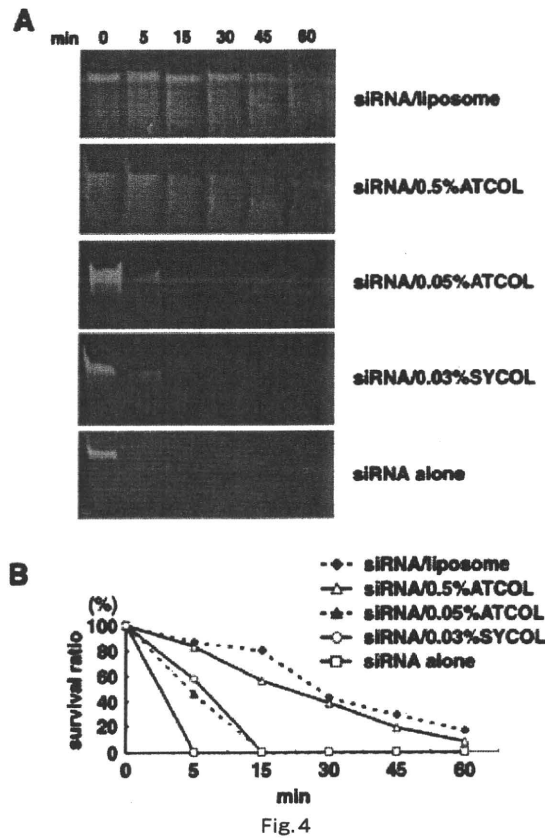 A
min 0 5 15 30 45 60
siRNA/liposome
siRNA/0.5%ATCOL
siRNA/0.05%ATCOL
siRNA/0.03%SYCOL
siRNA alone
B
siRNA/liposome
siRNA/0.5%ATCOL
siRNA/0.05%ATCOL
siRNA/0.03%SYCOL
siRNA alone
(%)
100
80
60
40
20
0
survival ratio
0 5 15 30 45 60
min
Fig. 4